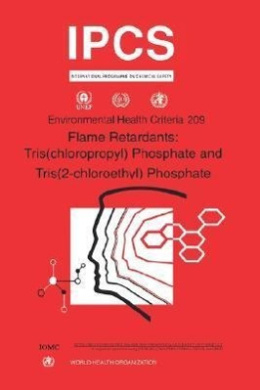 IPCS
INTERNATIONAL PROGRAMME ON CHEMICAL SAFETY
Environmental Health Criteria 209
Flame Retardants:
Tris(chloropropyl) Phosphate and
Tris(2-chloroethyl) Phosphate
IOMC
WORLD HEALTH ORGANIZATION